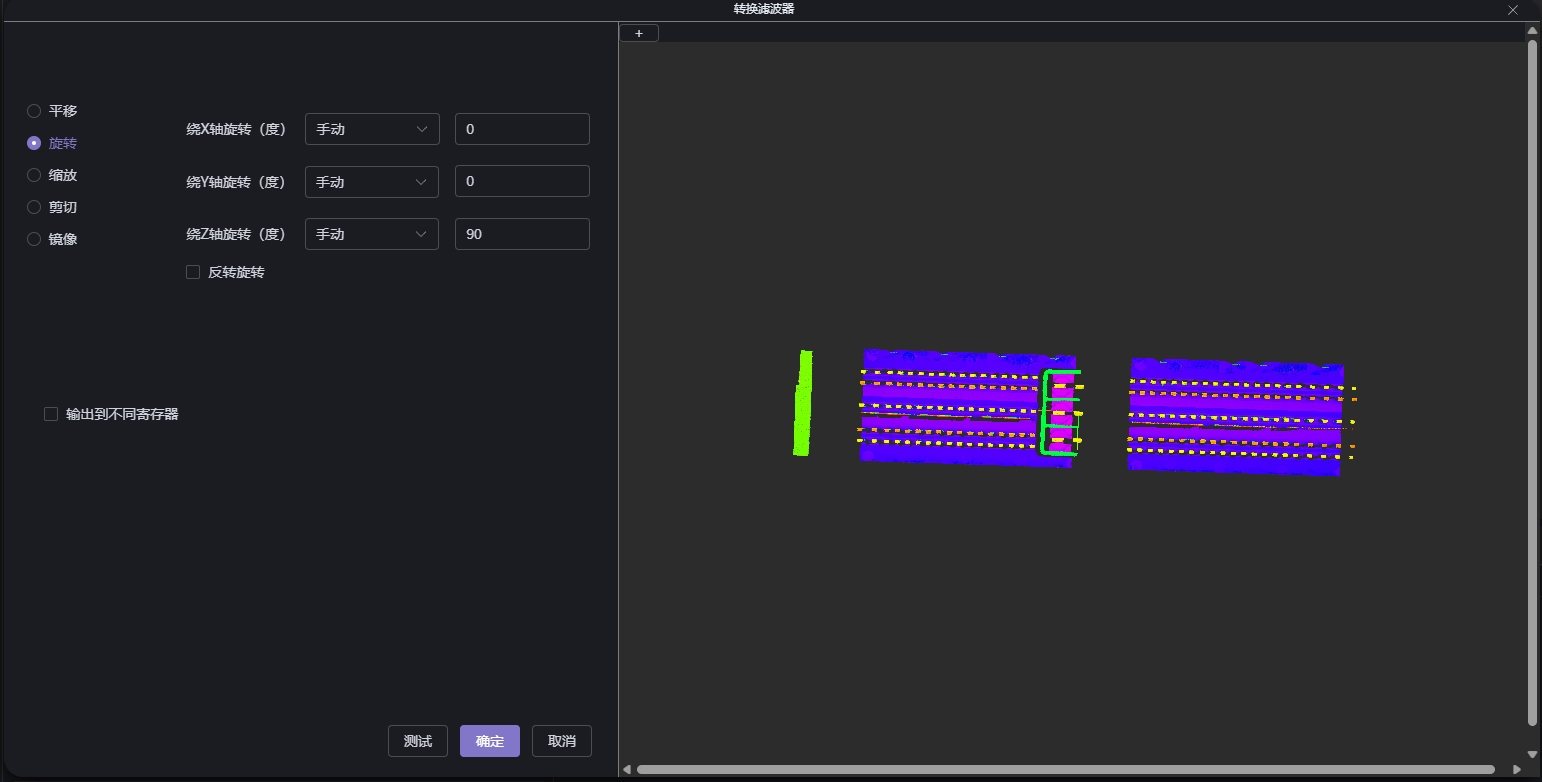 转换滤波器
+
平移
旋转
缩放
剪切
镜像
绕X轴旋转（度） 手动 0
绕Y轴旋转（度） 手动 0
绕Z轴旋转（度） 手动 90
反转旋转
输出到不同寄存器
测试 确定 取消